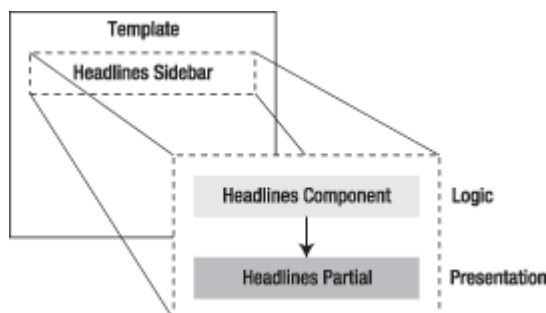 Template
Headlines Sidebar
Headlines Component
Logic
Headlines Partial
Presentation